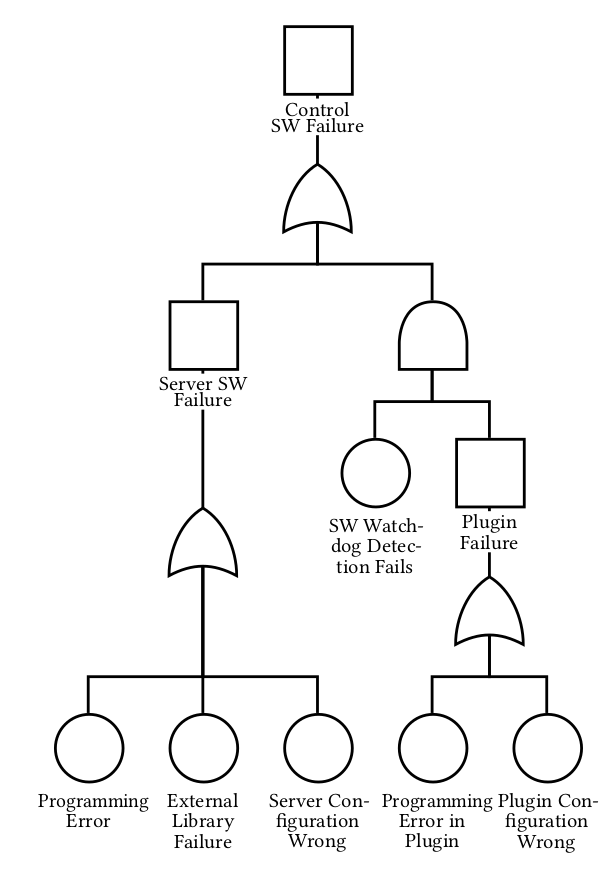 Control
SW Failure
Server SW
Failure
SW Watch-
dog Detec-
tion Fails
Plugin
Failure
Programming
Error
External
Library
Failure
Server Con-
figuration
Wrong
Programming
Error in
Plugin
Plugin Con-
figuration
Wrong